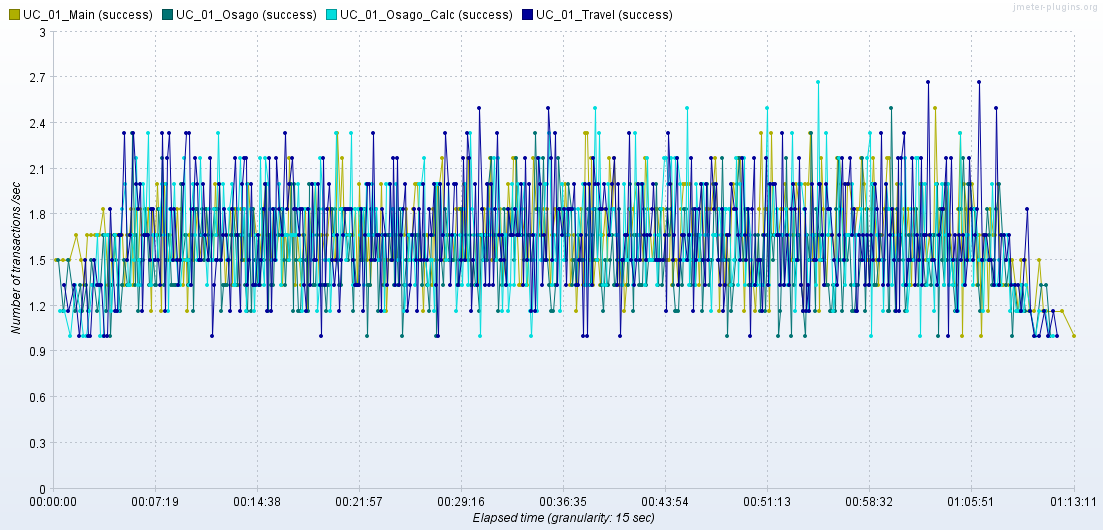 UC_01_Main (success) UC_01_Osago (success) UC_01_Osago_Calc (success) UC_01_Travel (success)
jmeter-plugins.org
3
2.7
2.4
2.1
1.8
1.5
1.2
0.9
0.6
0.3
0
Number of transactions /sec
00:00:00 00:07:19 00:14:38 00:21:57 00:29:16 00:36:35 00:43:54 00:51:13 00:58:32 01:05:51 01:13:11
Elapsed time (granularity: 15 sec)